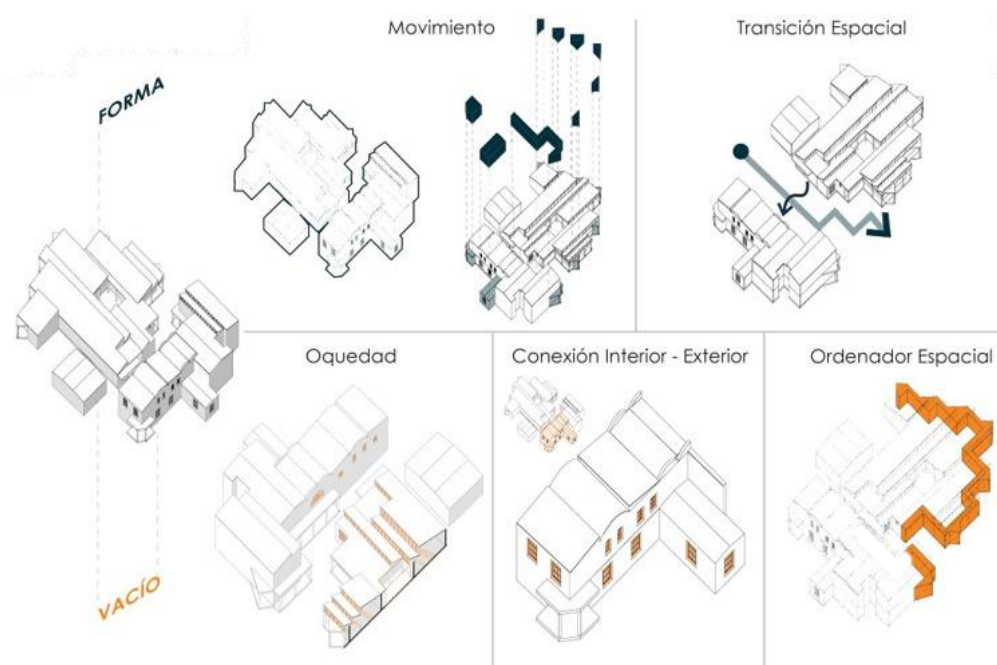 Movimiento
Transición Espacial
FORMA
Oquedad
Conexión Interior - Exterior
Ordenador Espacial
VACÍO